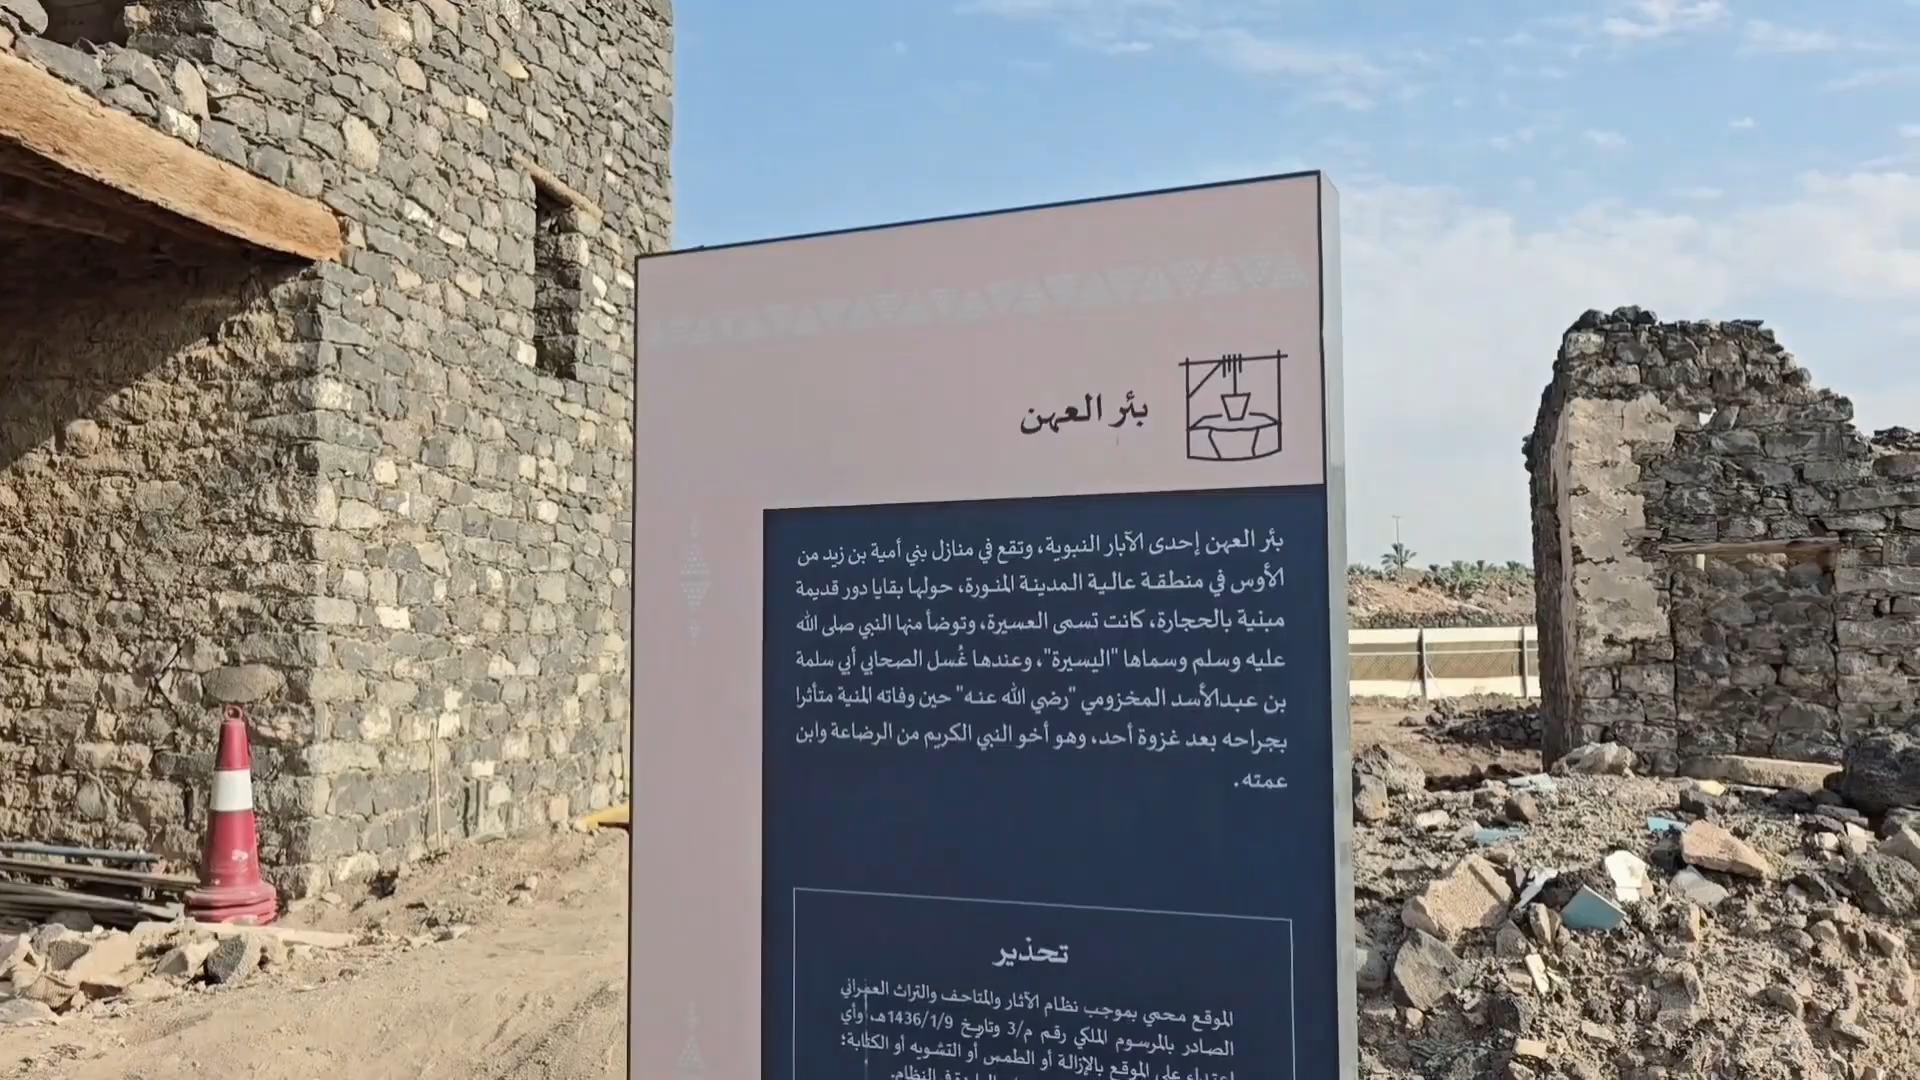 بئر العهن
بئر العهن إحدى الآبار النبوية، وتقع في منازل بني أمية بن زيد من
الأوس في منطقة عالية المدينة المنورة، حولها بقايا دور قديمة
مبنية بالحجارة، كانت تسمى العسيرة، وتوضأ منها النبي صلى الله
عليه وسلم وسماها "اليسيرة"، وعندها غُسل الصحابي أبي سلمة
بن عبدالأسد المخزومي "رضي الله عنه" حين وفاته المنية متأثرا
بجراحه بعد غزوة أحد، وهو أخو النبي الكريم من الرضاعة وابن
عمته.
تحذير
الموقع محمي بموجب نظام الآثار والمتاحف والتراث العمراني
الصادر بالمرسوم الملكي رقم م/3 وتاريخ 1436/1/9هـ، وأي
اعتداء على الموقع بالإزالة أو الطمس أو التشويه أو الكتابة؛
النظام.